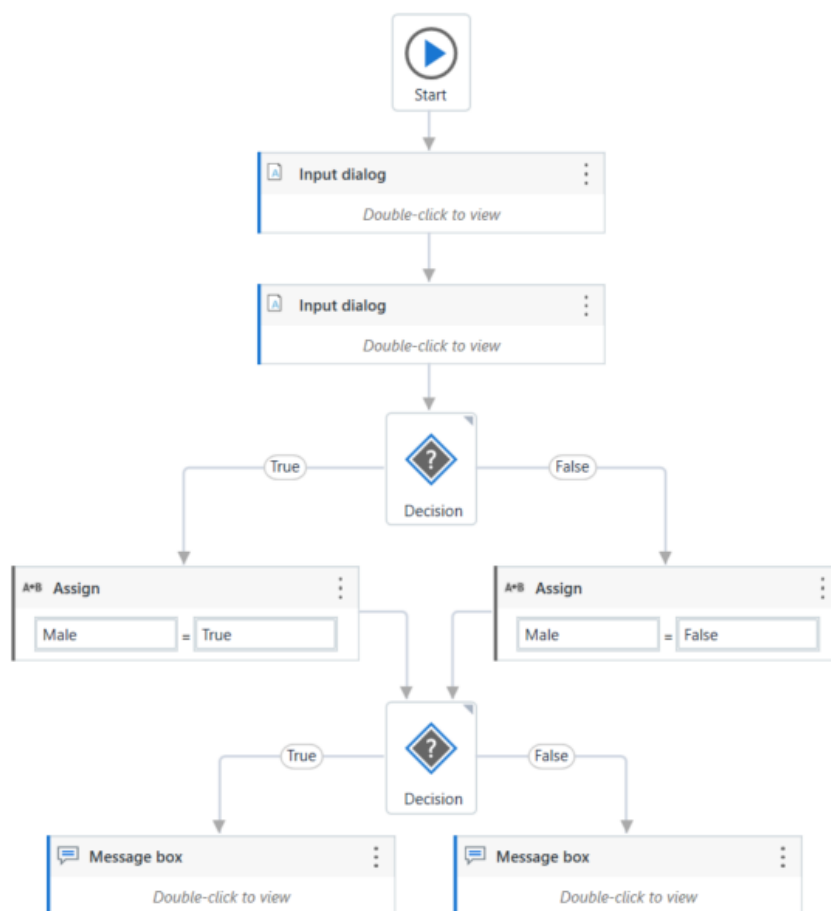 Start
Input dialog
Double-click to view
Input dialog
Double-click to view
True
False
Decision
A*B Assign
Male = True
A*B Assign
Male = False
True
False
Decision
Message box
Double-click to view
Message box
Double-click to view